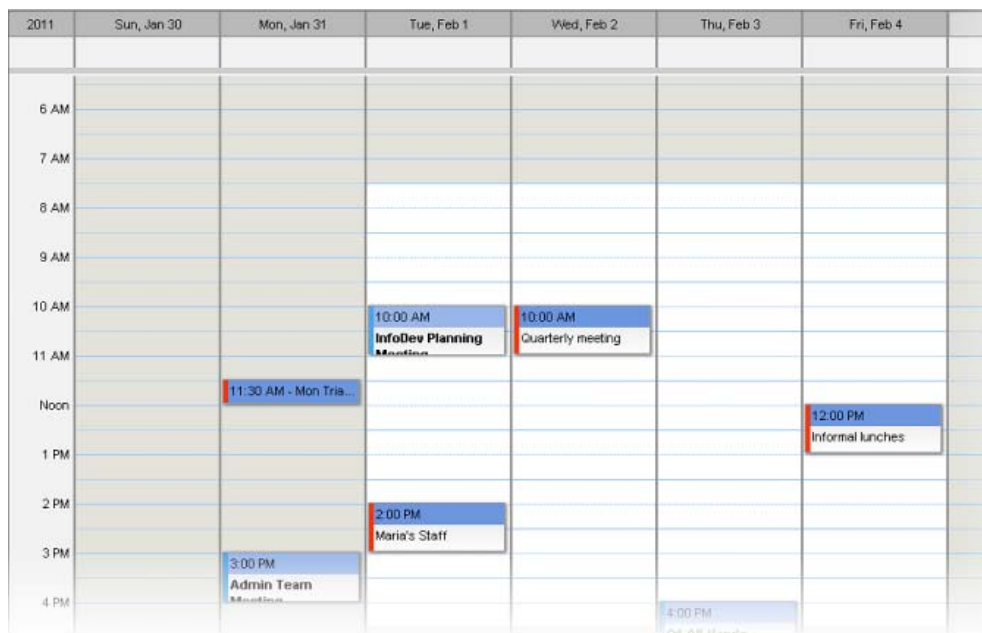 2011 Sun, Jan 30 Mon, Jan 31 Tue, Feb 1 Wed, Feb 2 Thu, Feb 3 Fri, Feb 4
6 AM
7 AM
8 AM
9 AM
10 AM
10:00 AM
InfoDev Planning
Meeting
10:00 AM
Quarterly meeting
11 AM
11:30 AM - Mon Tria...
Noon
12:00 PM
Informal lunches
1 PM
2 PM
2:00 PM
Maria's Staff
3 PM
3:00 PM
Admin Team
Meeting
4 PM
4:00 PM